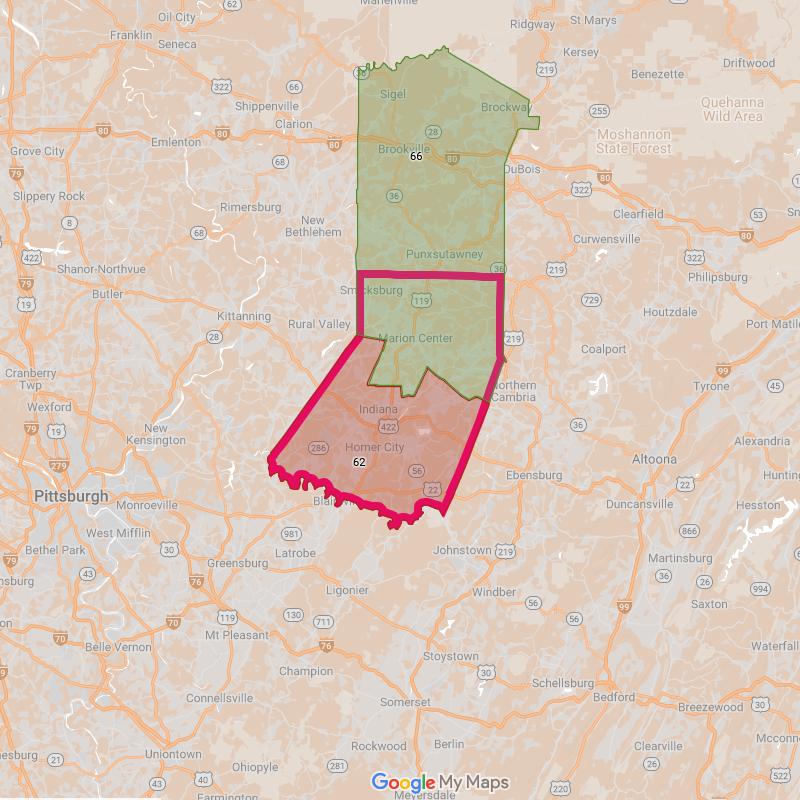 Marienville
Oil City
62
Ridgway
St Marys
Franklin
Seneca
Kersey
36
Sigel
219
Benezette
Driftwood
322
66
Shippenville
Brockway
255
Quehanna
Wild Area
Clarion
80
80
28
Moshannon
State Forest
Grove City
Emlenton
Brookville
66
80
68
DuBois
80
79
322
Slippery Rock
36
Rimersburg
New
Bethlehem
Clearfield
53
8
68
Curwensville
422
Punxsutawney
322
Shanor-Northvue
36
219
Philipsburg
79
Butler
Smicksburg
119
729
19
Kittanning
Rural Valley
Houtzdale
28
Marion Center
219
Port Matil
Coalport
Cranberry
Twp
99
Northern
Cambria
Tyrone
45
Wexford
Indiana
79
19
New
Kensington
422
36
Alexandria
286
Homer City
279
62
56
Ebensburg
Altoona
Hunting
Pittsburgh
22
22
Monroeville
Blairsville
Duncansville
Hesston
West Mifflin
981
866
Bethel Park
30
Latrobe
Johnstown
219
Martinsburg
nsburg
43
Greensburg
36
26
994
76
Ligonier
Windber
Saxton
56
56
99
119
130
711
70
70
Mt Pleasant
76
Belle Vernon
Stoystown
Waterfall
79
Champion
30
Schellsburg
Connellsville
Somerset
Bedford
Breezewood
30
Rockwood
Berlin
Clearville
Mcconn
nesburg
21
Uniontown
Ohiopyle
522
43
40
281
Google My Maps
220
Farmington
Meyersdale